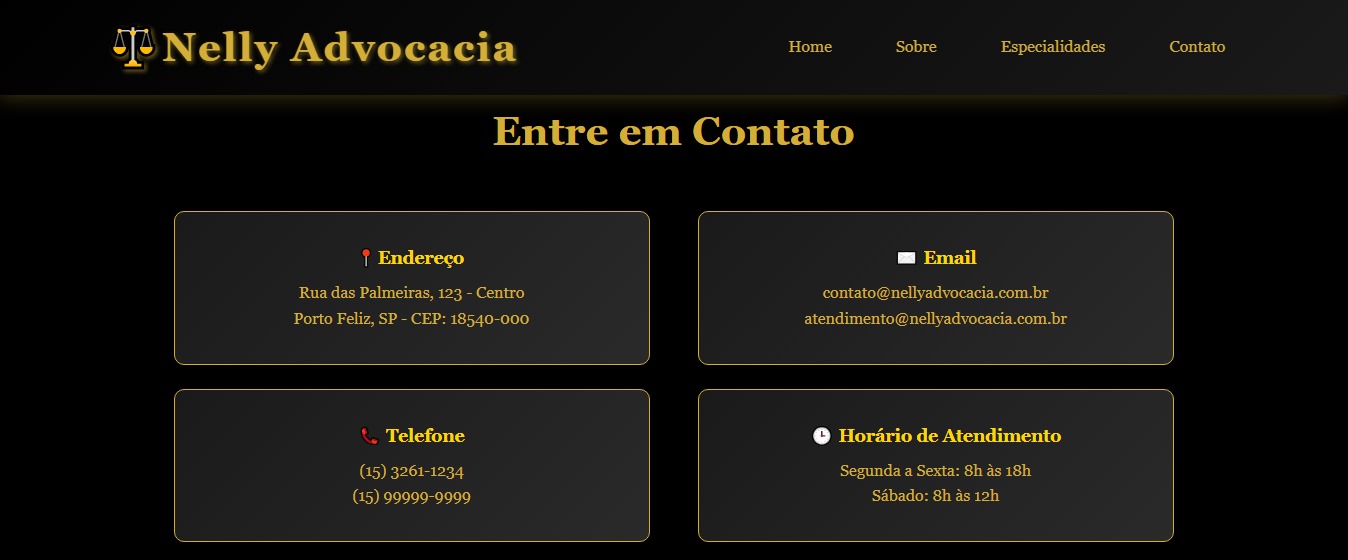 Nelly Advocacia
Home Sobre Especialidades Contato
Entre em Contato
Endereço
Rua das Palmeiras, 123 - Centro
Porto Feliz, SP - CEP: 18540-000
Email
contato@nellyadvocacia.com.br
atendimento@nellyadvocacia.com.br
Telefone
(15) 3261-1234
(15) 99999-9999
Horário de Atendimento
Segunda a Sexta: 8h às 18h
Sábado: 8h às 12h